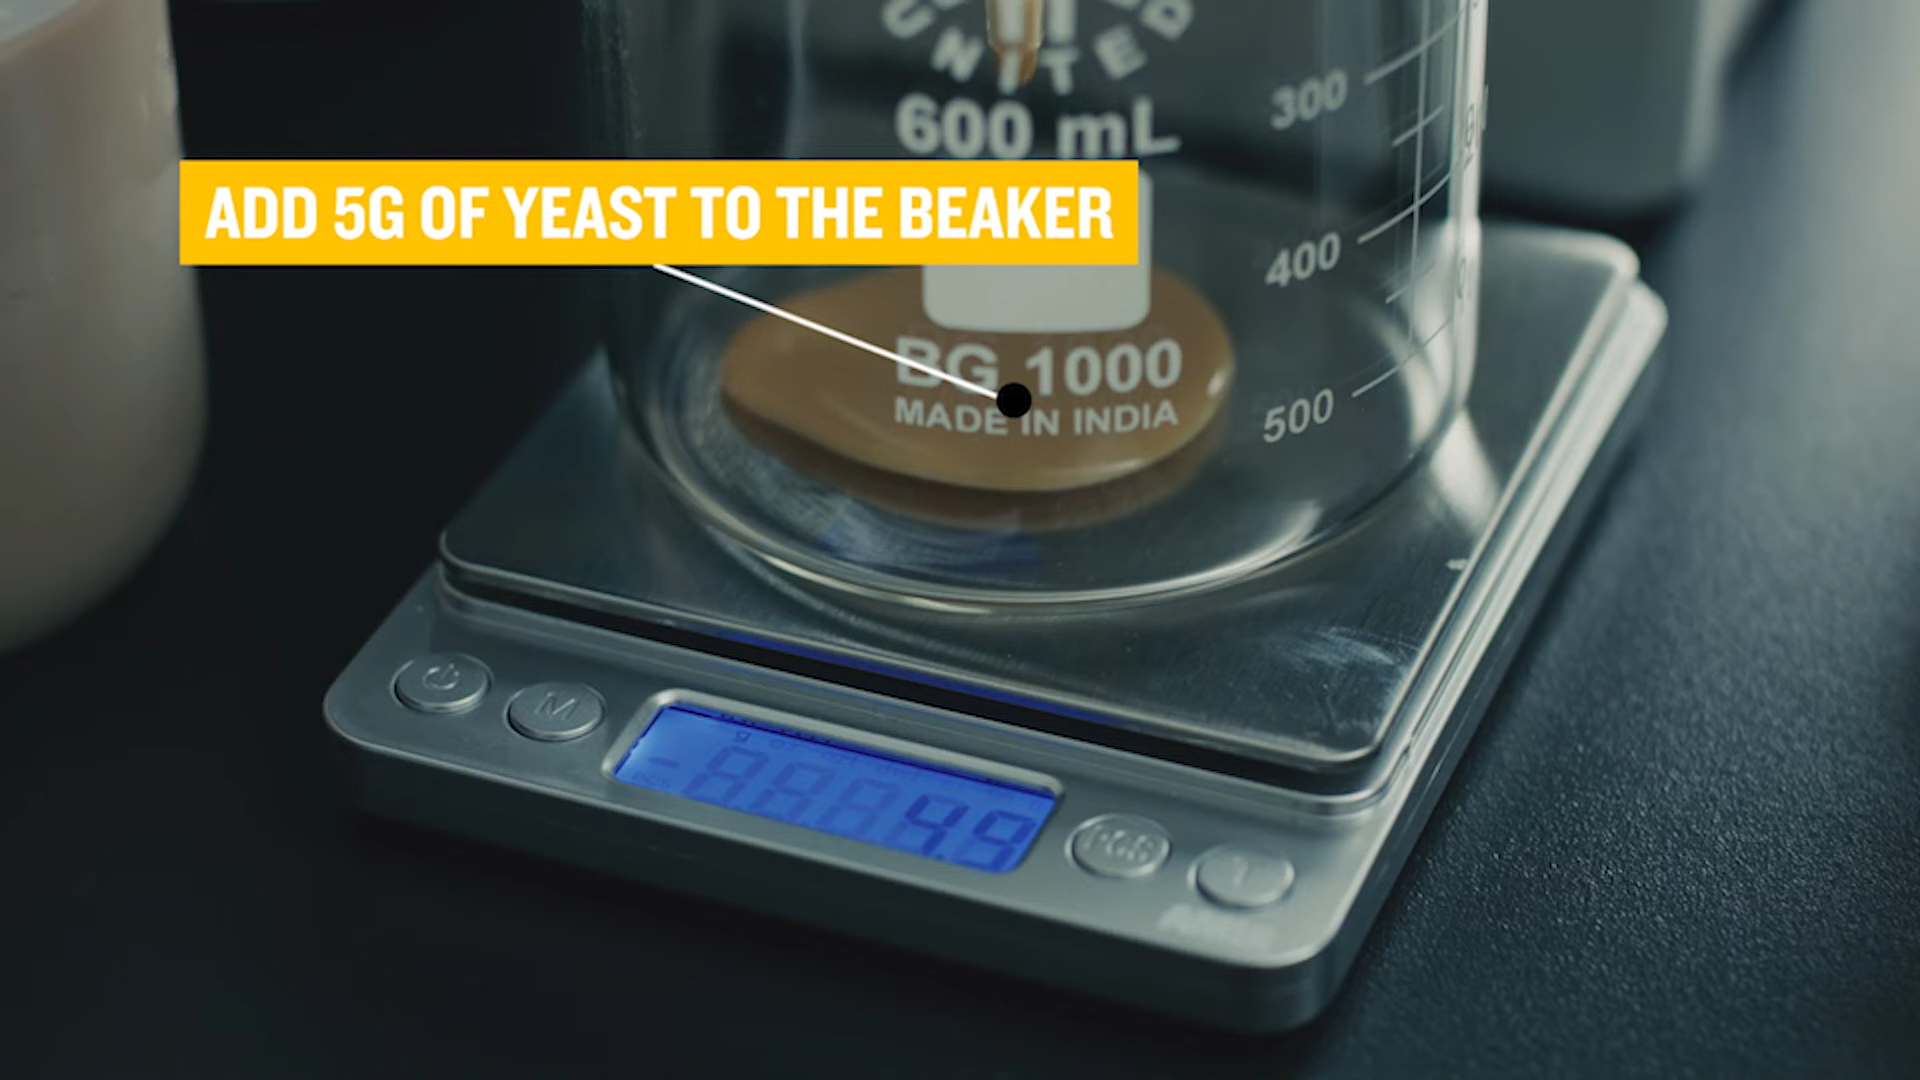 UNITED
600 mL
300
ADD 5G OF YEAST TO THE BEAKER
400
BG 1000
MADE IN INDIA
500
M
g
4.9
PCS
T